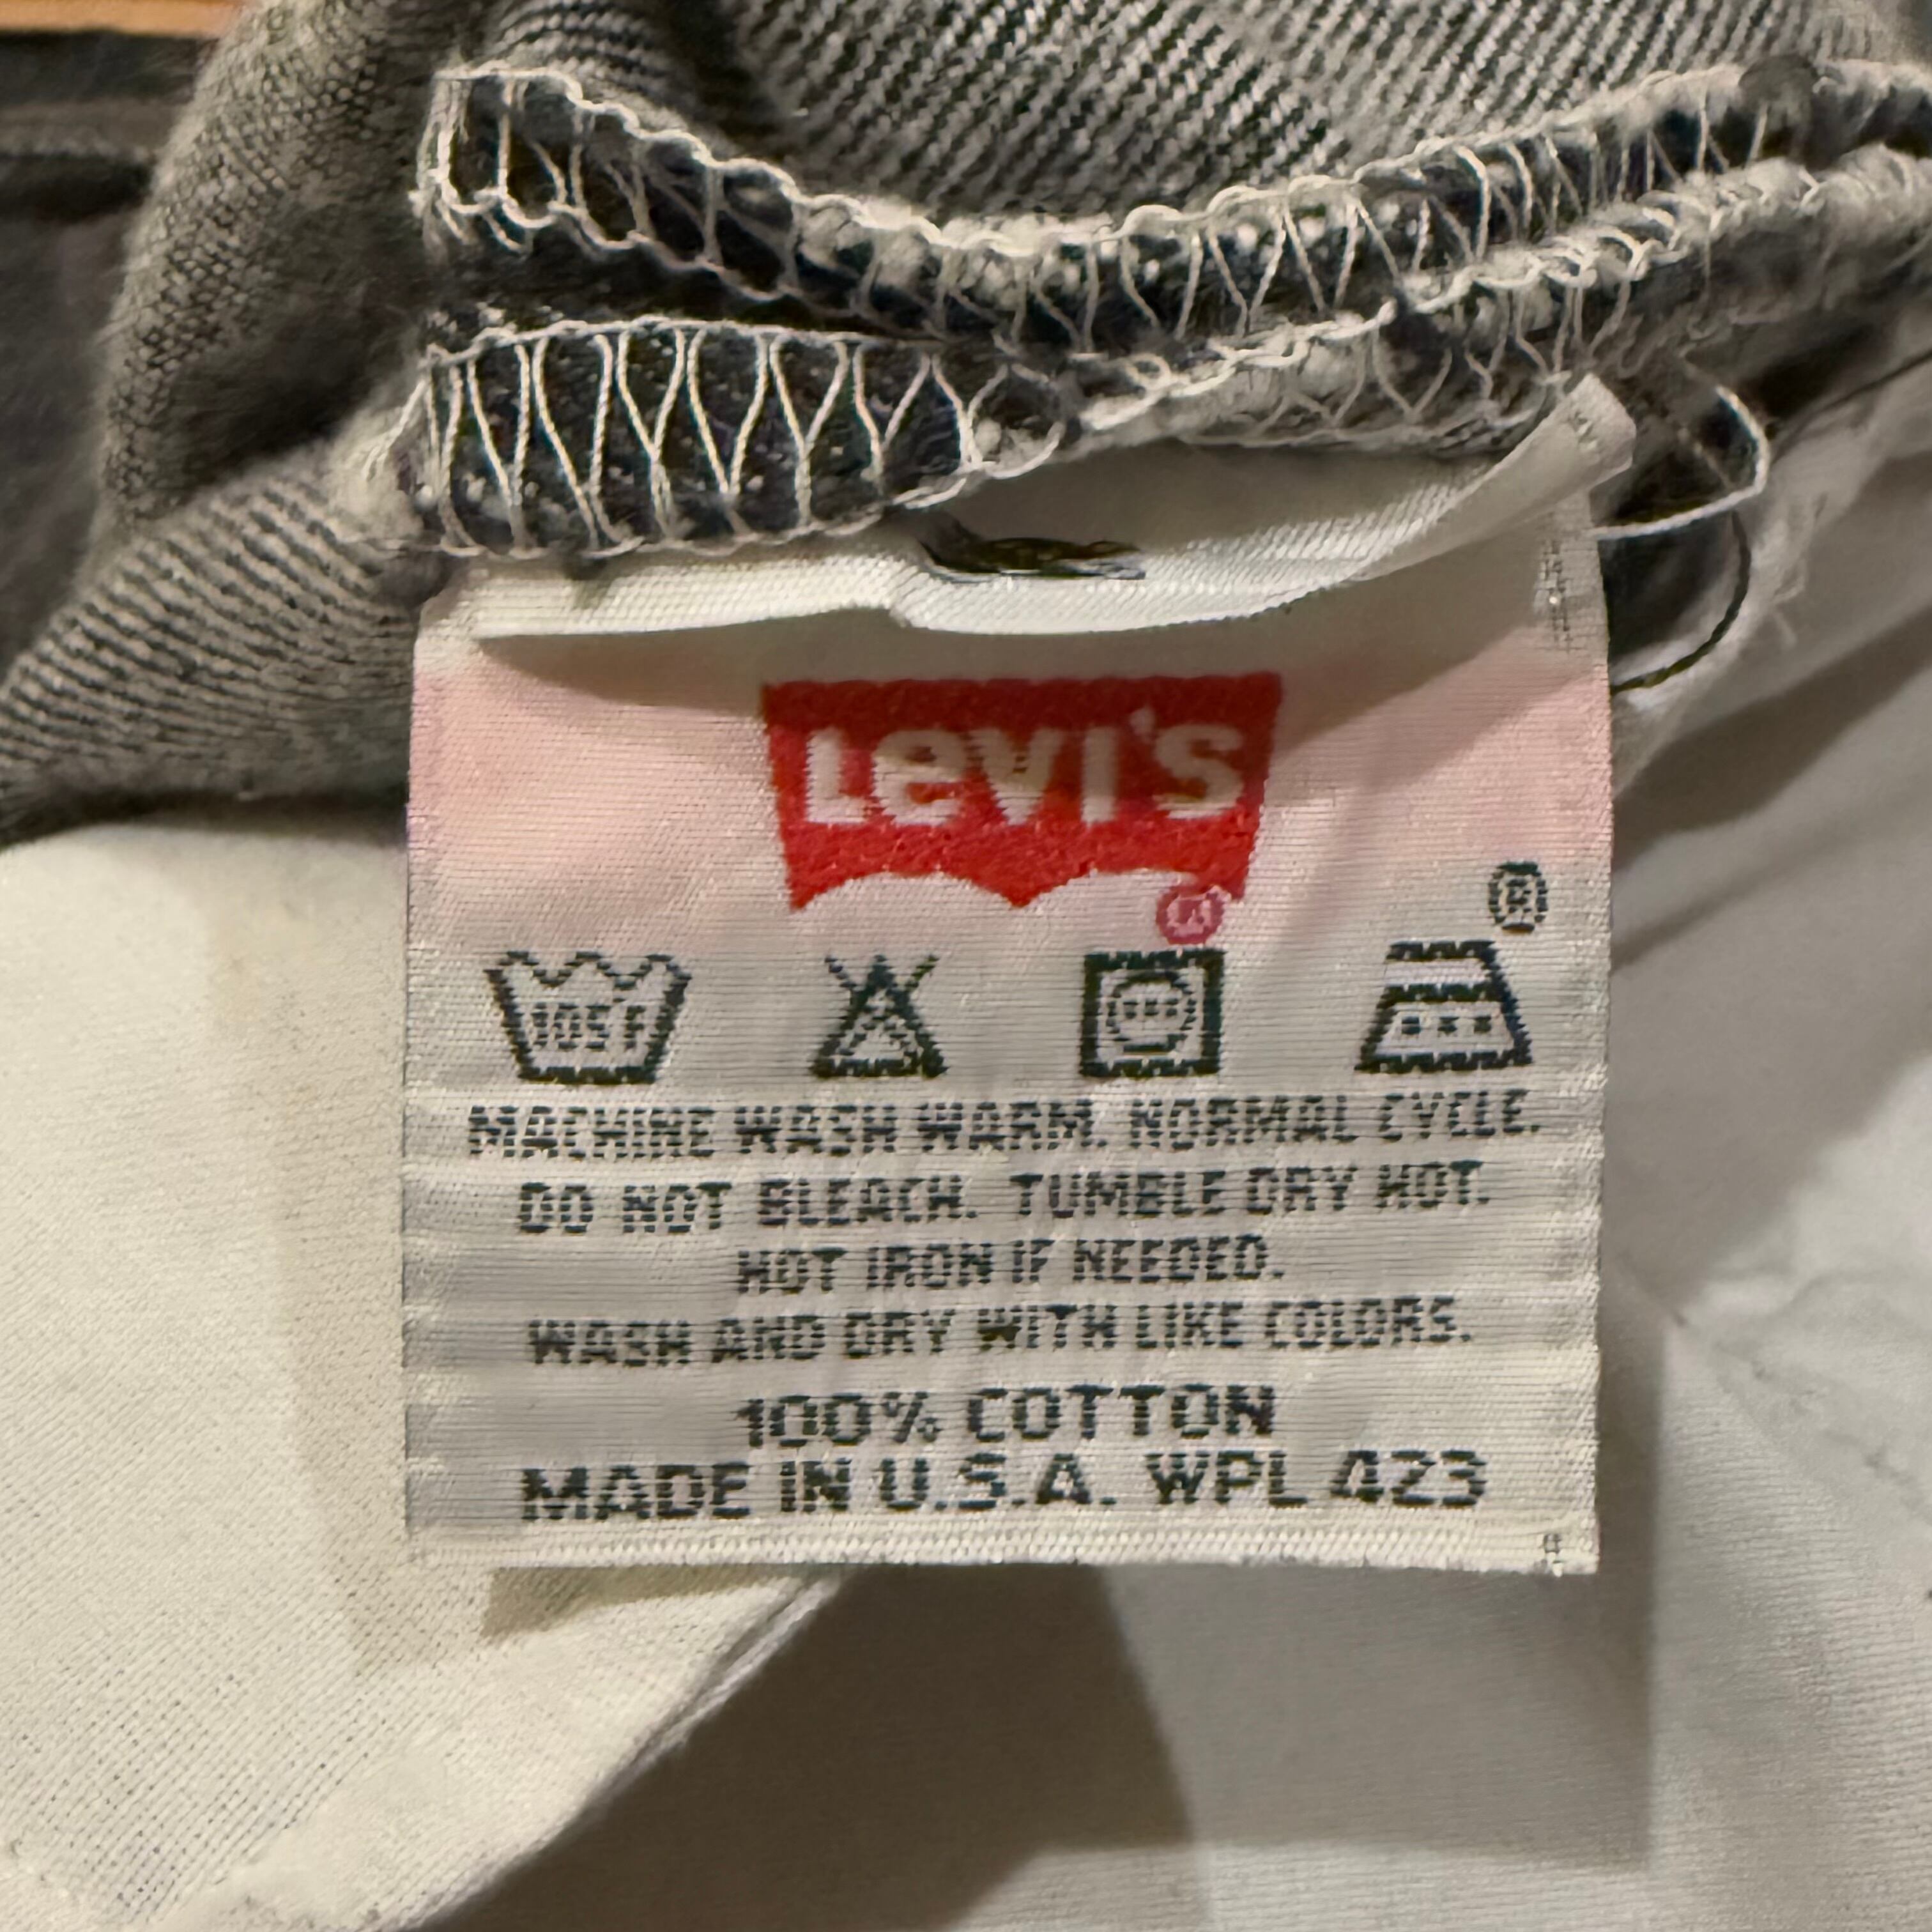 Levi's
®
®
105°F
MACHINE WASH WARM. NORMAL CYCLE.
DO NOT BLEACH. TUMBLE DRY HOT.
HOT IRON IF NEEDED.
WASH AND DRY WITH LIKE COLORS.
100% COTTON
MADE IN U.S.A. WPL 423